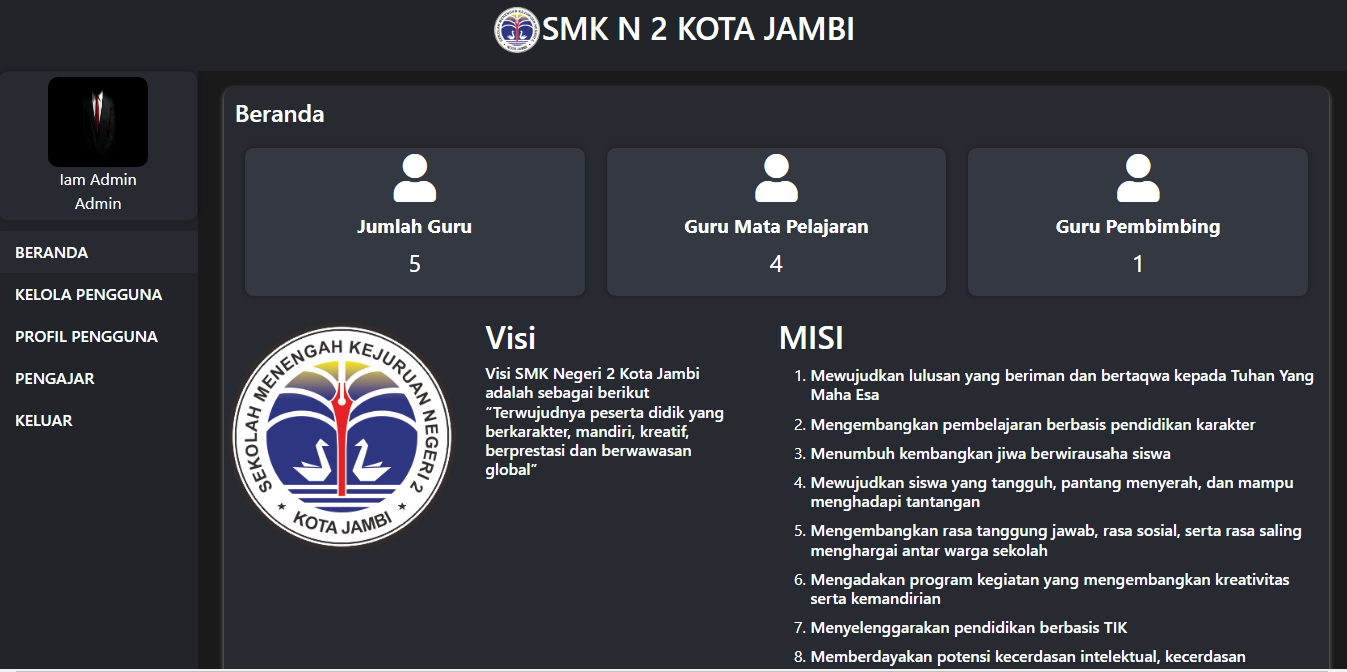 SMK N 2 KOTA JAMBI
Iam Admin
Admin
BERANDA
KELOLA PENGGUNA
PROFIL PENGGUNA
PENGAJAR
KELUAR
Beranda
Jumlah Guru
5
Guru Mata Pelajaran
4
Guru Pembimbing
1
SEKOLAH MENENGAH KEJURUAN NEGERI 2
KOTA JAMBI
Visi
Visi SMK Negeri 2 Kota Jambi
adalah sebagai berikut
“Terwujudnya peserta didik yang
berkarakter, mandiri, kreatif,
berprestasi dan berwawasan
global”
MISI
1. Mewujudkan lulusan yang beriman dan bertaqwa kepada Tuhan Yang
Maha Esa
2. Mengembangkan pembelajaran berbasis pendidikan karakter
3. Menumbuh kembangkan jiwa berwirausaha siswa
4. Mewujudkan siswa yang tangguh, pantang menyerah, dan mampu
menghadapi tantangan
5. Mengembangkan rasa tanggung jawab, rasa sosial, serta rasa saling
menghargai antar warga sekolah
6. Mengadakan program kegiatan yang mengembangkan kreativitas
serta kemandirian
7. Menyelenggarakan pendidikan berbasis TIK
8. Memberdayakan potensi kecerdasan intelektual, kecerdasan